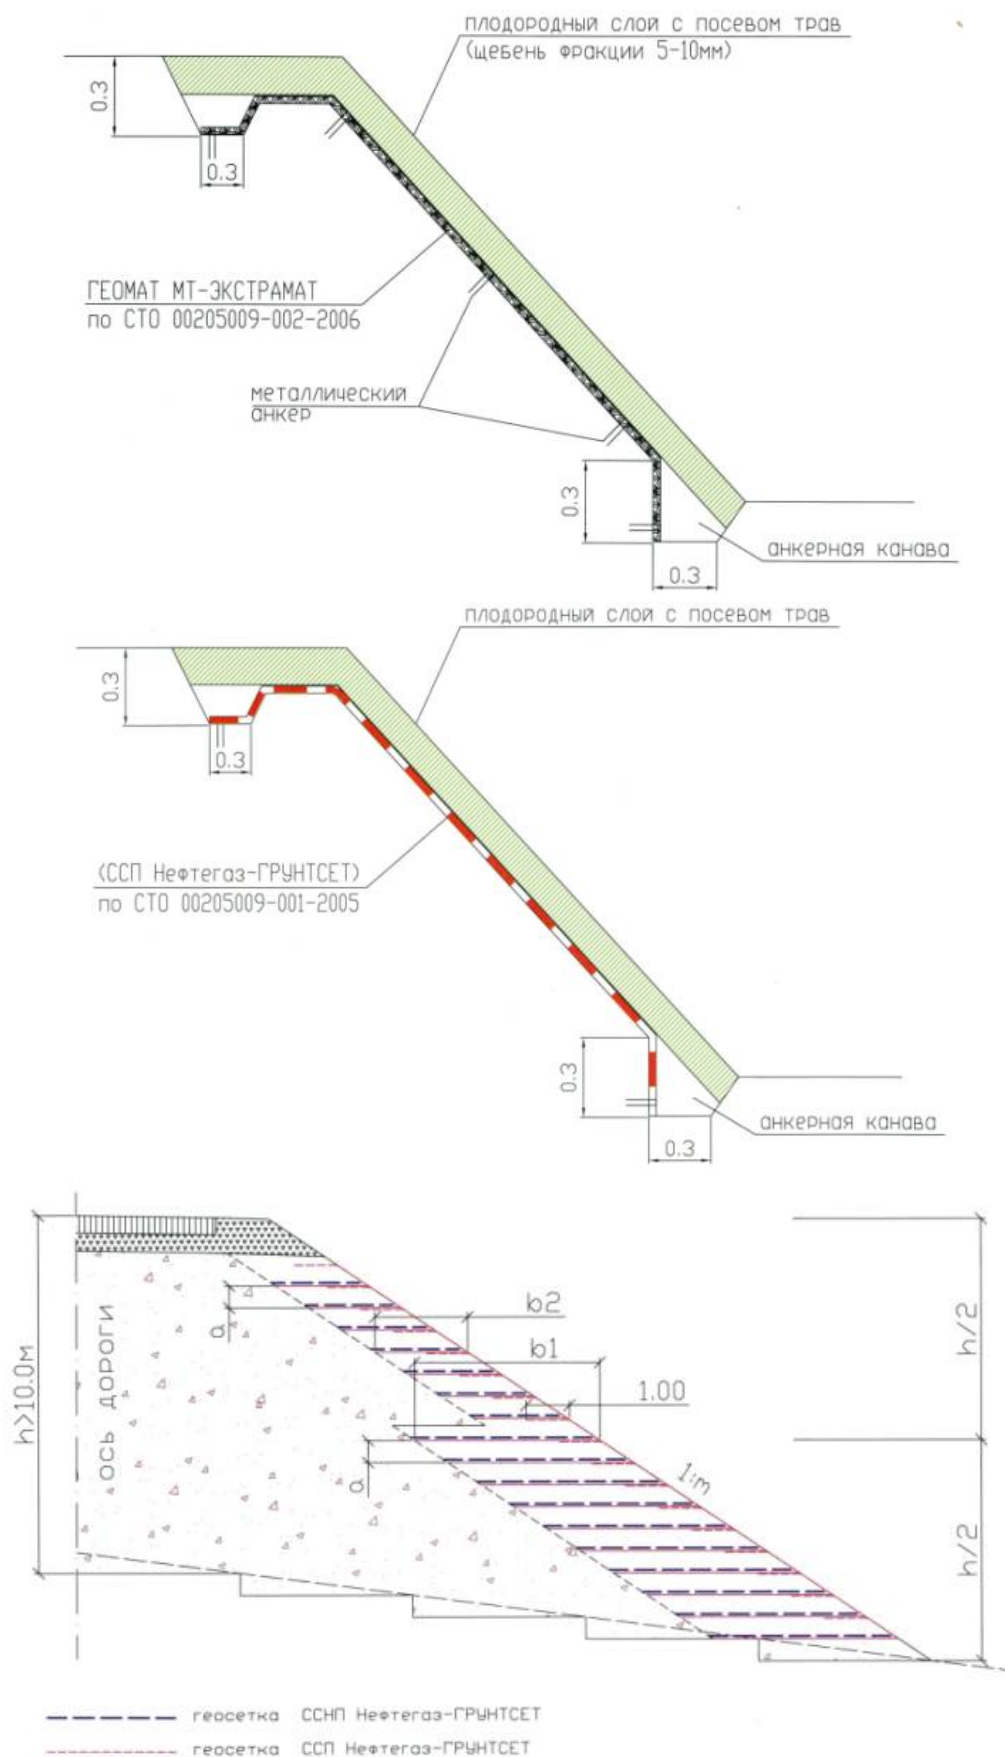 плодородный слой с посевом трав
(щебень фракции 5-10мм)
0.3
0.3
ГЕОМАТ МТ-ЭКСТРАМАТ
по СТО 00205009-002-2006
металлический
анкер
0.3
анкерная канава
0.3
плодородный слой с посевом трав
0.3
0.3
(ССП Нефтегаз-ГРУНТСЕТ)
по СТО 00205009-001-2005
0.3
анкерная канава
0.3
h>10.0м
ось дороги
a
b2
b1
1.00
a
1:m
h/2
h/2
геосетка ССНП Нефтегаз-ГРУНТСЕТ
геосетка ССП Нефтегаз-ГРУНТСЕТ